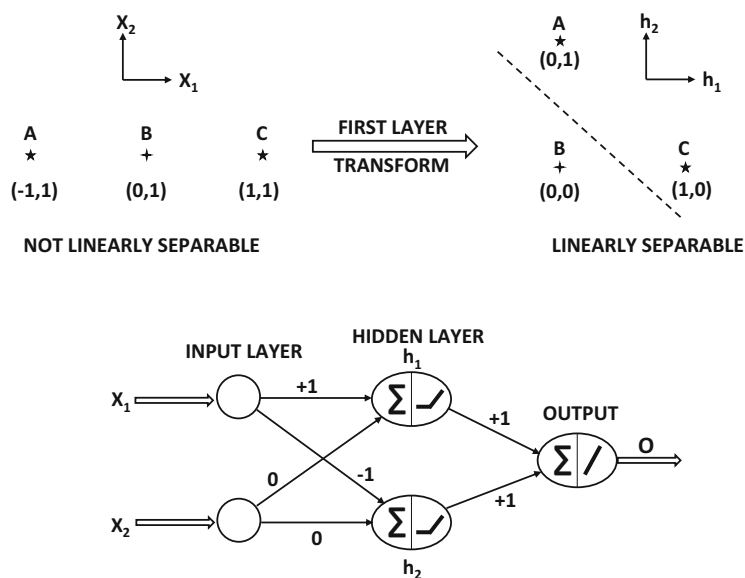 X2
X1
A
B
C
(-1,1)
(0,1)
(1,1)
NOT LINEARLY SEPARABLE
FIRST LAYER
TRANSFORM
A
(0,1)
h2
h1
B
(0,0)
C
(1,0)
LINEARLY SEPARABLE
INPUT LAYER
HIDDEN LAYER
h1
X1
+1
Σ
+1
OUTPUT
Σ
O
0
-1
X2
0
Σ
+1
h2